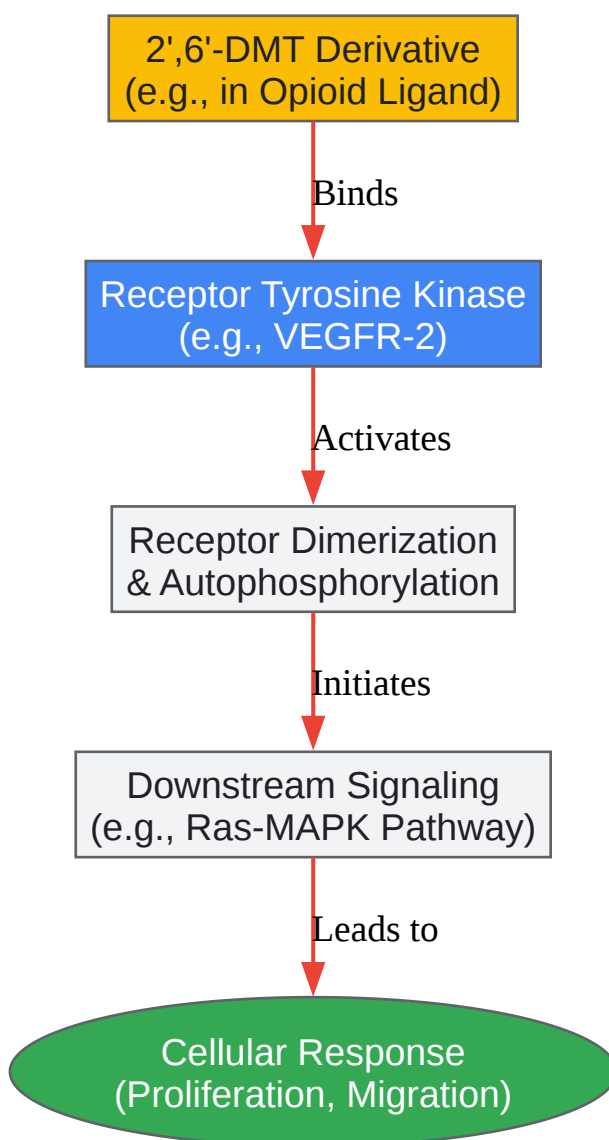 2',6'-DMT Derivative
(e.g., in Opioid Ligand)
Binds
Receptor Tyrosine Kinase
(e.g., VEGFR-2)
Activates
Receptor Dimerization
& Autophosphorylation
Initiates
Downstream Signaling
(e.g., Ras-MAPK Pathway)
Leads to
Cellular Response
(Proliferation, Migration)